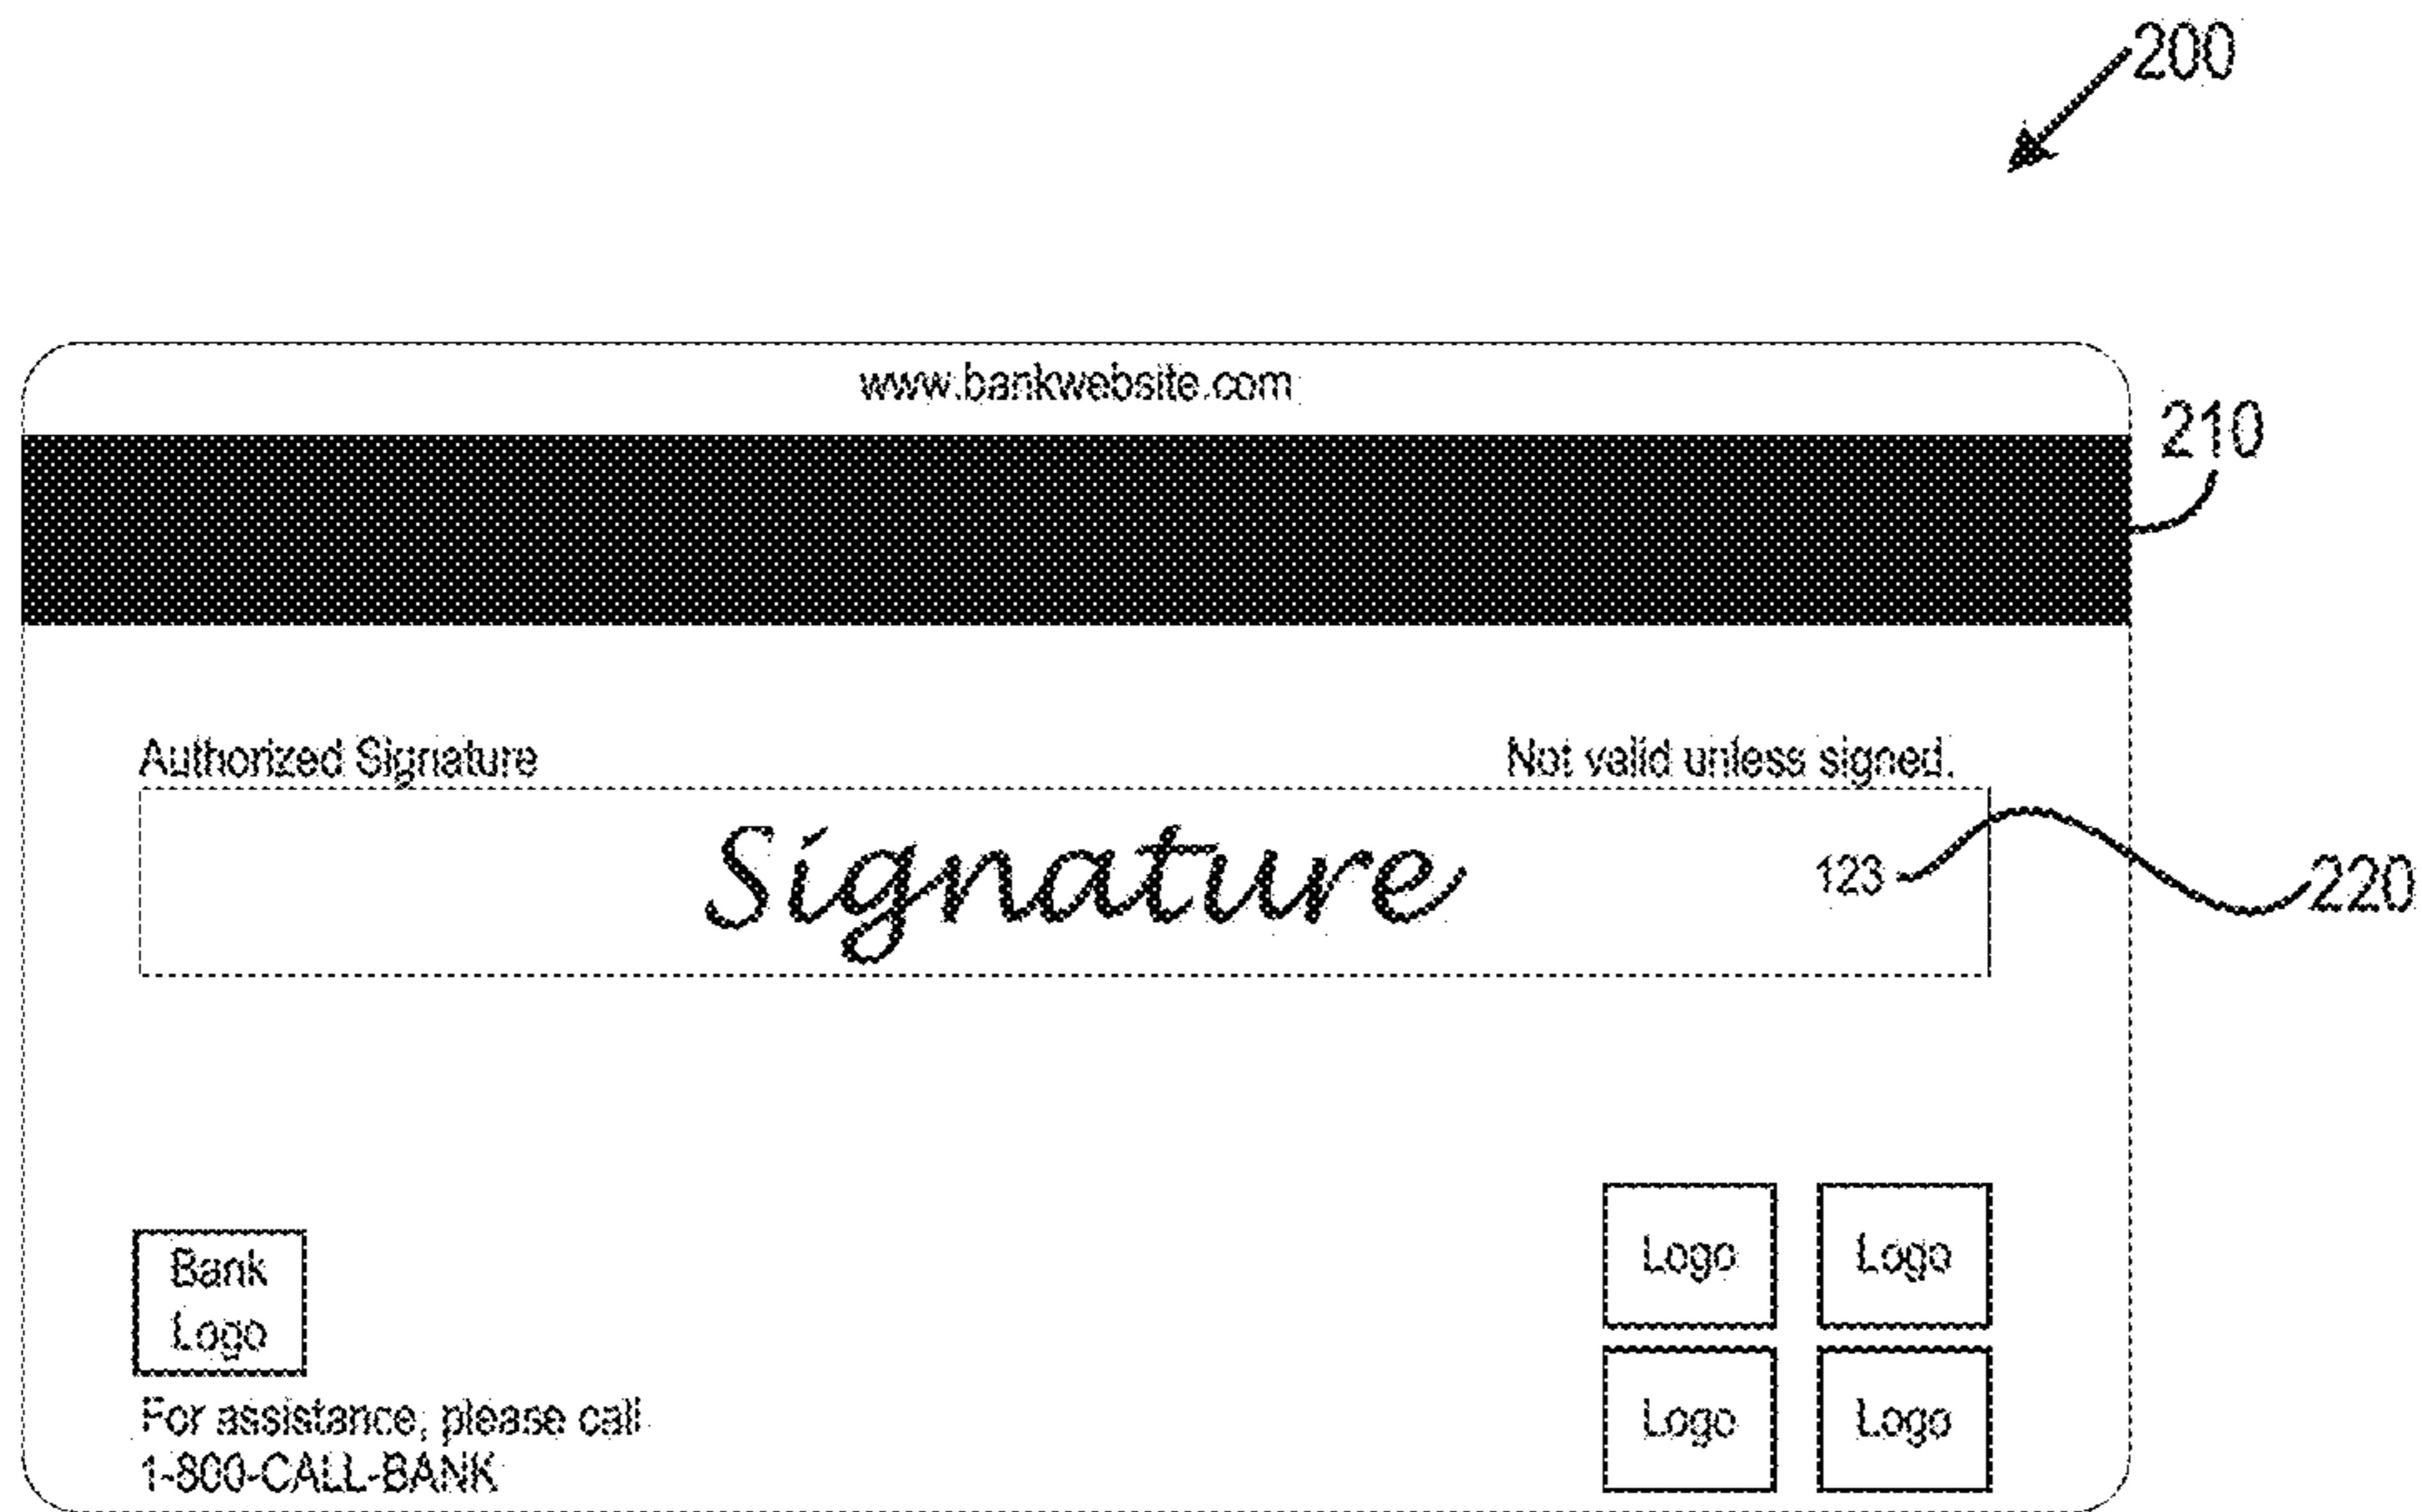 200
www.bankwebsite.com
210
Authorized Signature
Not valid unless signed.
Signature
123
220
Bank
Logo
For assistance, please call
1-800-CALL-BANK
Logo
Logo
Logo
Logo